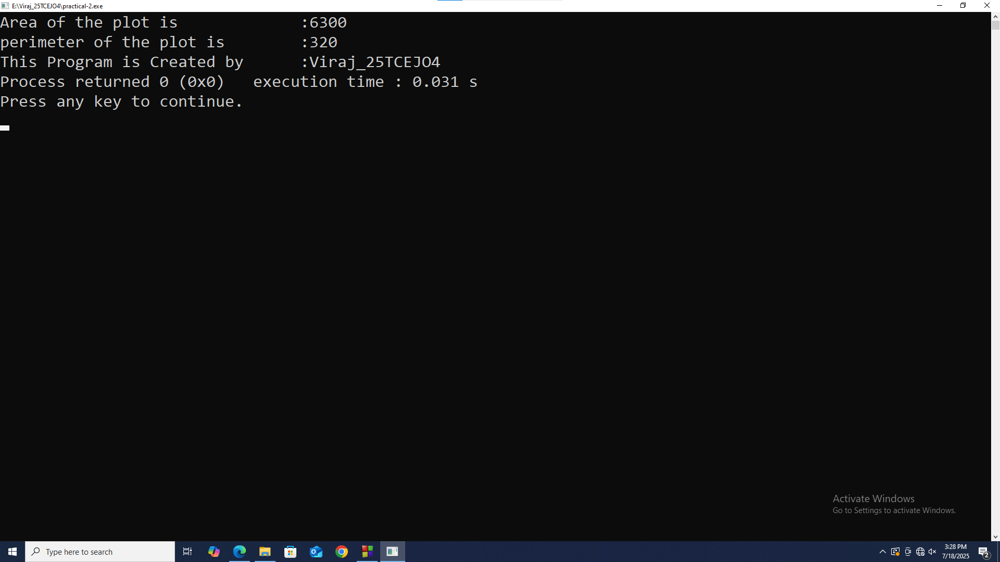 E:\Viraj_25TCEJO4\practical-2.exe
Area of the plot is :6300
perimeter of the plot is :320
This Program is Created by :Viraj_25TCEJO4
Process returned 0 (0x0) execution time : 0.031 s
Press any key to continue.
Activate Windows
Go to Settings to activate Windows.
Type here to search
3:28 PM
7/18/2025
2